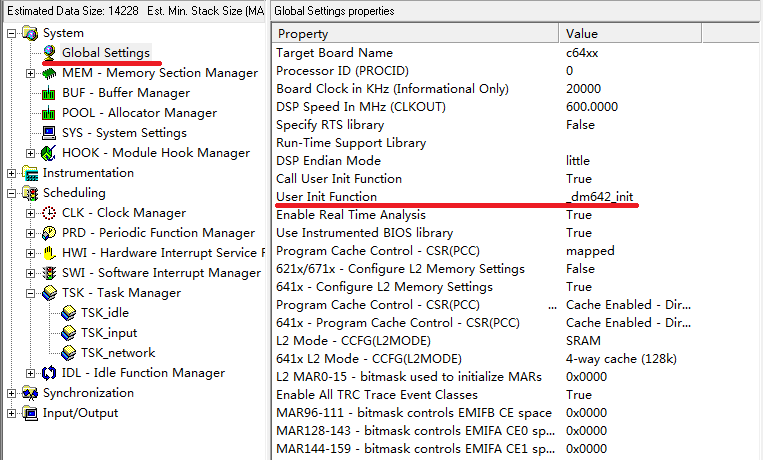 Estimated Data Size: 14228 Est. Min. Stack Size (MA
System
Global Settings
MEM - Memory Section Manager
BUF - Buffer Manager
POOL - Allocator Manager
SYS - System Settings
HOOK - Module Hook Manager
Instrumentation
Scheduling
CLK - Clock Manager
PRD - Periodic Function Manager
HWI - Hardware Interrupt Service F
SWI - Software Interrupt Manager
TSK - Task Manager
TSK_idle
TSK_input
TSK_network
IDL - Idle Function Manager
Synchronization
Input/Output
Global Settings properties
Property Value
Target Board Name c64xx
Processor ID (PROCID) 0
Board Clock in KHz (Informational Only) 20000
DSP Speed In MHz (CLKOUT) 600.0000
Specify RTS library False
Run-Time Support Library
DSP Endian Mode little
Call User Init Function True
User Init Function _dm642_init
Enable Real Time Analysis True
Use Instrumented BIOS library True
Program Cache Control - CSR(PCC) mapped
621x/671x - Configure L2 Memory Settings False
641x - Configure L2 Memory Settings True
Program Cache Control - CSR(PCC) ... Cache Enabled - Dir...
641x - Program Cache Control - CSR(PCC) Cache Enabled - Dir...
L2 Mode - CCFG(L2MODE) SRAM
641x L2 Mode - CCFG(L2MODE) 4-way cache (128k)
L2 MAR0-15 - bitmask used to initialize MARs 0x0000
Enable All TRC Trace Event Classes True
MAR96-111 - bitmask controls EMIFB CE space 0x0000
MAR128-143 - bitmask controls EMIFA CE0 sp... 0x0000
MAR144-159 - bitmask controls EMIFA CE1 sp... 0x0000